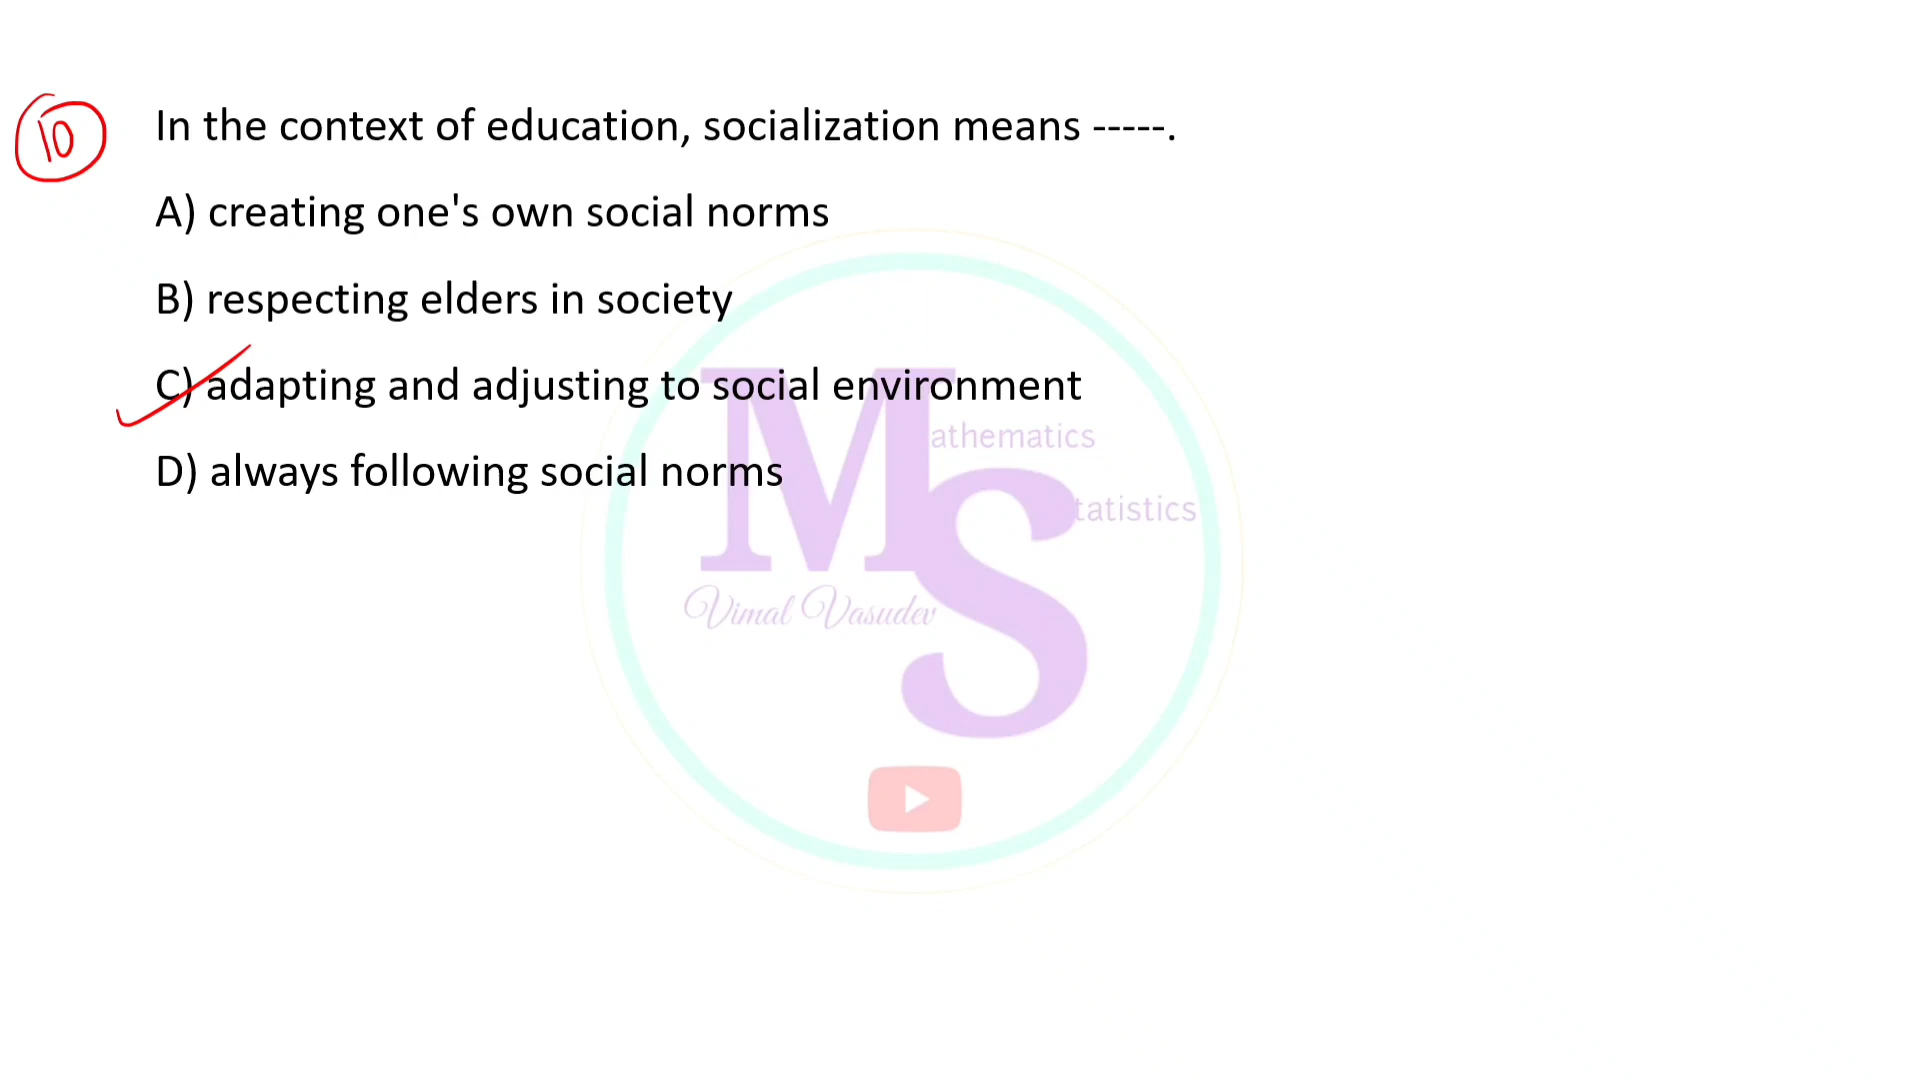 10 In the context of education, socialization means -----.
A) creating one's own social norms
B) respecting elders in society
C) adapting and adjusting to social environment
D) always following social norms
M
athematics
S
tatistics
Vimal Vasudev